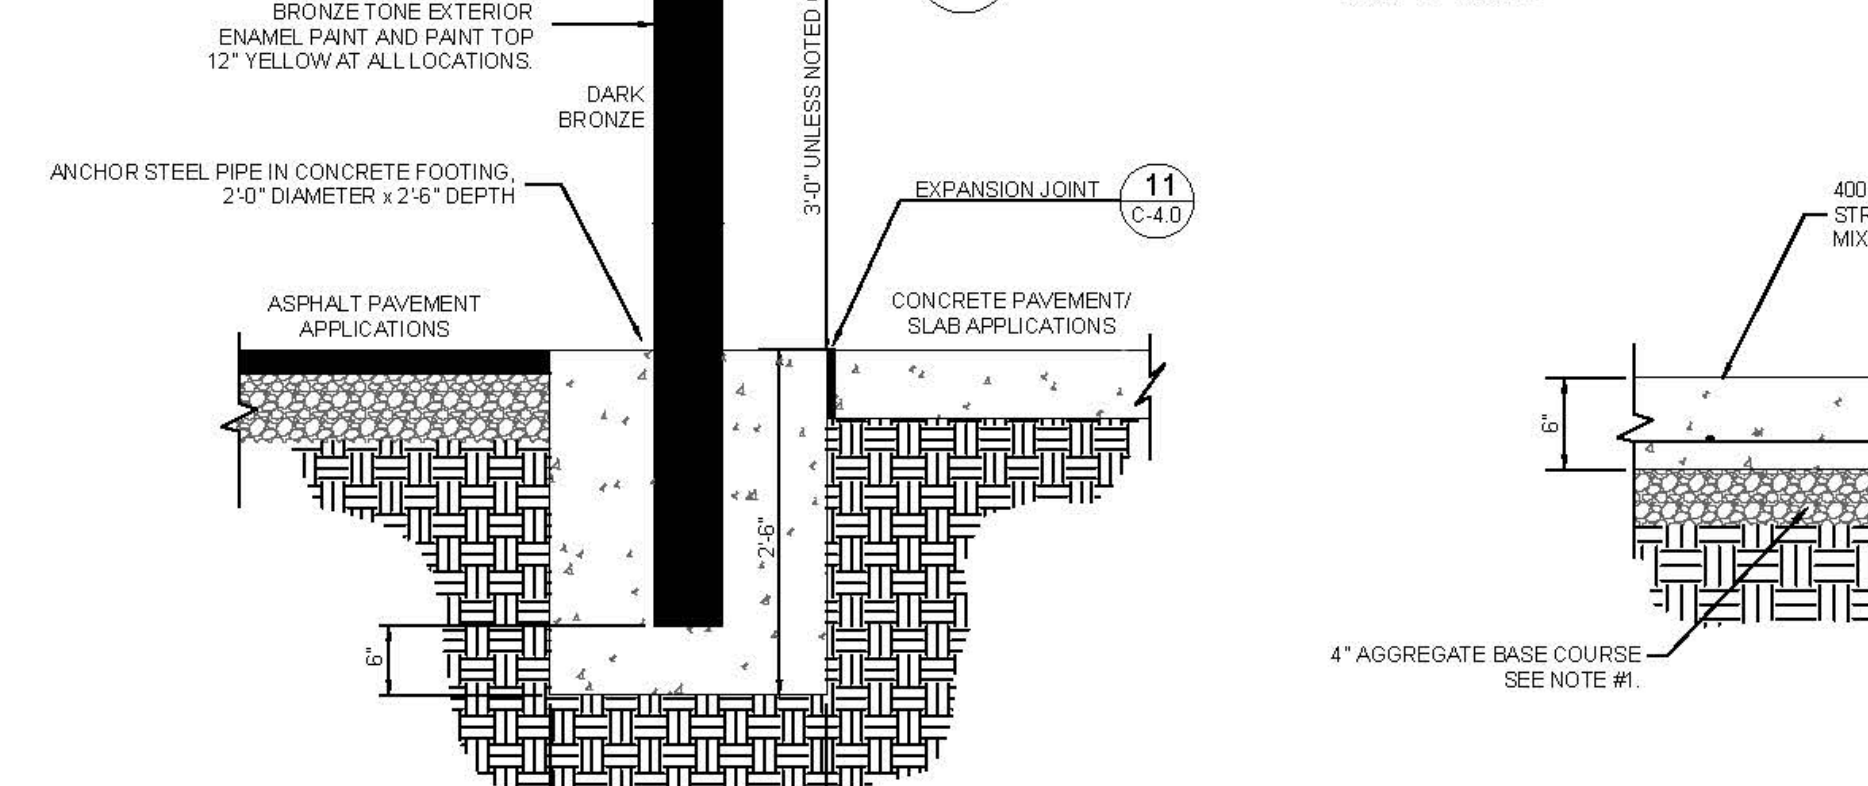 BRONZE TONE EXTERIOR
ENAMEL PAINT AND PAINT TOP
12" YELLOW AT ALL LOCATIONS.
DARK
BRONZE
3'-0" UNLESS NOTED
ANCHOR STEEL PIPE IN CONCRETE FOOTING,
2'-0" DIAMETER x 2'-6" DEPTH
EXPANSION JOINT
11
C-4.0
ASPHALT PAVEMENT
APPLICATIONS
CONCRETE PAVEMENT/
SLAB APPLICATIONS
2'-6"
6"
400
STR
MIX
6"
4" AGGREGATE BASE COURSE
SEE NOTE #1.